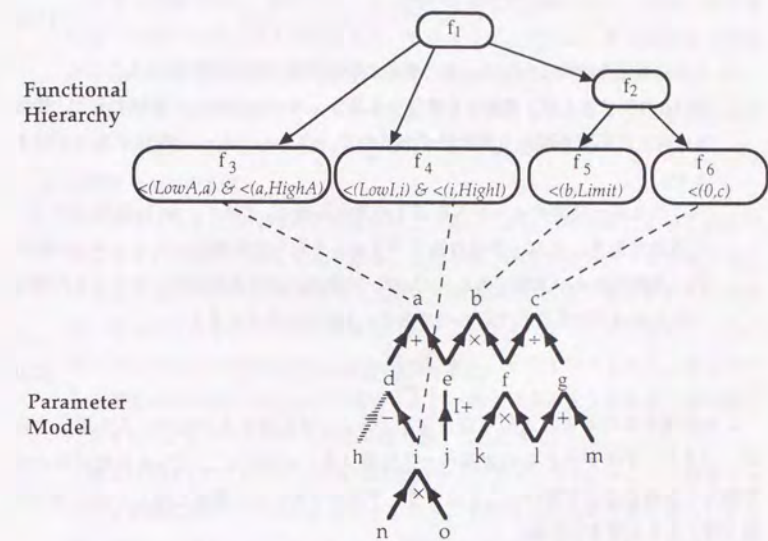 f1
Functional
Hierarchy
f2
f3
<(LowA,a) & <(a,HighA)
f4
<(LowI,i) & <(i,HighI)
f5
<(b,Limit)
f6
<(0,c)
a b c
+ × ÷
d e f g
I+ × +
Parameter
Model
h i j k l m
×
n o